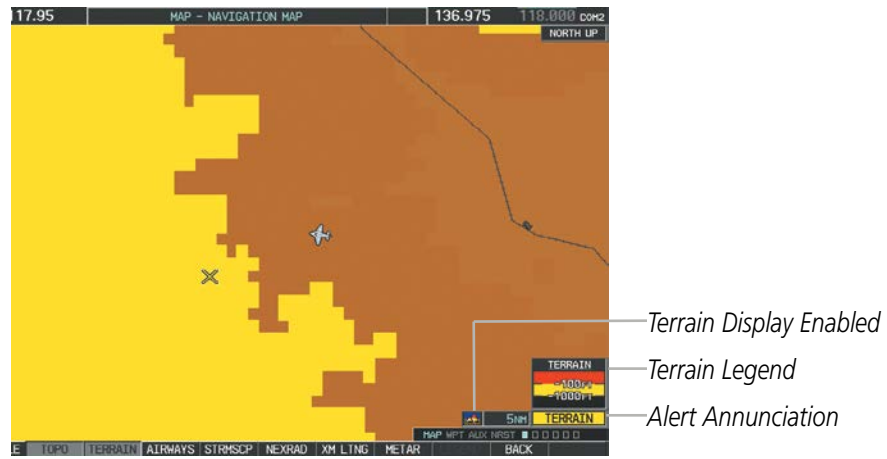 17.95 MAP - NAVIGATION MAP 136.975 118.000 COM2
NORTH UP
Terrain Display Enabled
TERRAIN
Terrain Legend
-100FT
-1000FT
5NM TERRAIN
Alert Annunciation
MAP WPT AUX NRST
E TOPO TERRAIN AIRWAYS STRMSCP NEXRAD XM LTNG METAR BACK